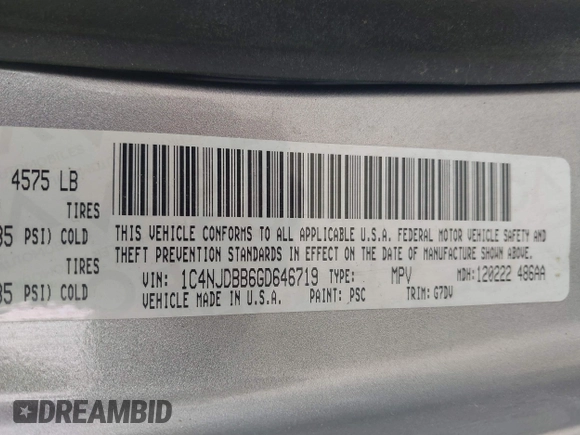 4575 LB
TIRES
35 PSI) COLD
TIRES
35 PSI) COLD
THIS VEHICLE CONFORMS TO ALL APPLICABLE U.S.A. FEDERAL MOTOR VEHICLE SAFETY AND
THEFT PREVENTION STANDARDS IN EFFECT ON THE DATE OF MANUFACTURE SHOWN ABOVE.
VIN: 1C4NJDBB6GD646719 TYPE: MPV MDH: 120222 486AA
VEHICLE MADE IN U.S.A. PAINT: PSC TRIM: G7DV
DREAMBID